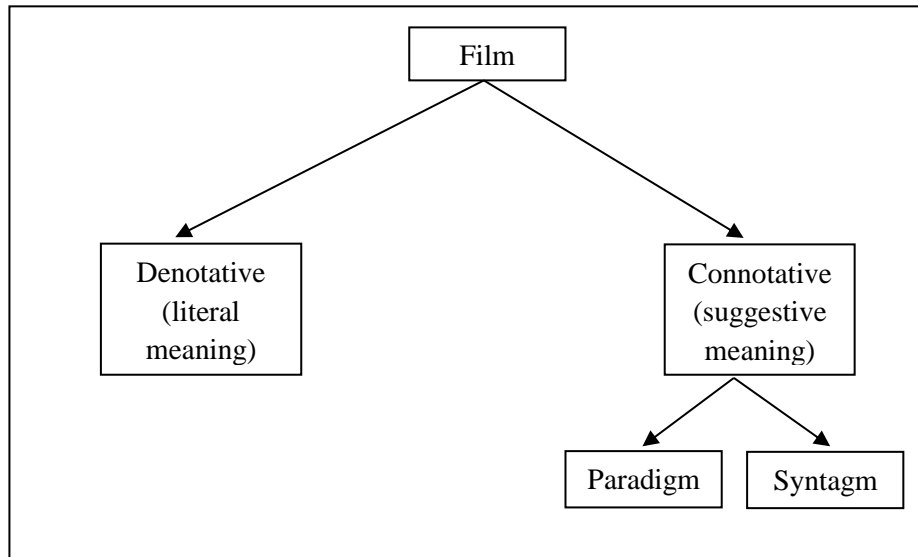 Film
Denotative
(literal
meaning)
Connotative
(suggestive
meaning)
Paradigm
Syntagm